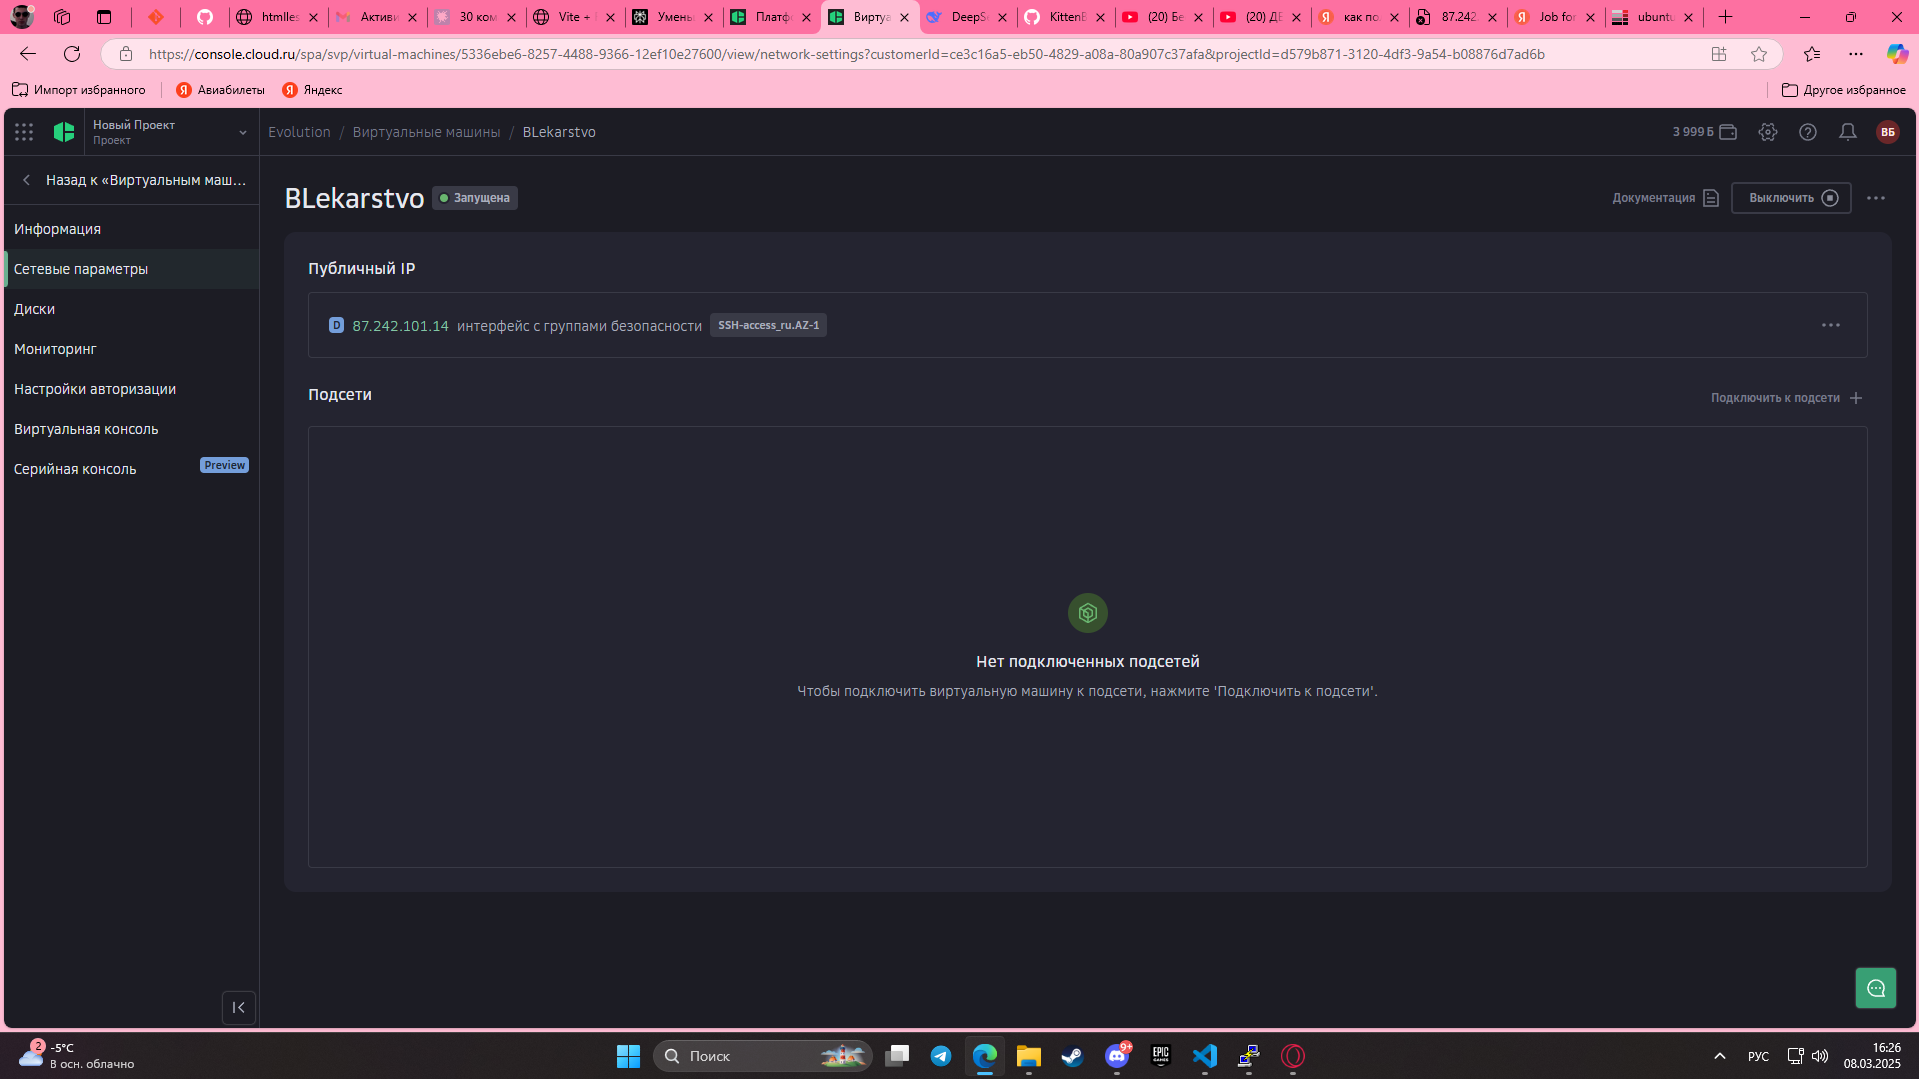 htmlles
Активи
30 ком
Vite +
Умень
Платфо
Виртуа
DeepSe
KittenB
(20) Бе
(20) ДЕ
как по
87.242.
Job for
ubuntu
https://console.cloud.ru/spa/svp/virtual-machines/5336ebe6-8257-4488-9366-12ef10e27600/view/network-settings?customerId=ce3c16a5-eb50-4829-a08a-80a907c37afa&projectId=d579b871-3120-4df3-9a54-b08876d7ad6b
Импорт избранного
Авиабилеты
Яндекс
Другое избранное
Новый Проект
Проект
Evolution / Виртуальные машины / BLekarstvo
3 999 Б
ВБ
Назад к «Виртуальным маш...
Информация
Сетевые параметры
Диски
Мониторинг
Настройки авторизации
Виртуальная консоль
Серийная консоль
Preview
BLekarstvo
Запущена
Документация
Выключить
Публичный IP
D 87.242.101.14 интерфейс с группами безопасности SSH-access_ru.AZ-1
Подсети
Подключить к подсети
Нет подключенных подсетей
Чтобы подключить виртуальную машину к подсети, нажмите 'Подключить к подсети'.
2
-5°C
В осн. облачно
Поиск
9+
EPIC
GAMES
РУС
16:26
08.03.2025